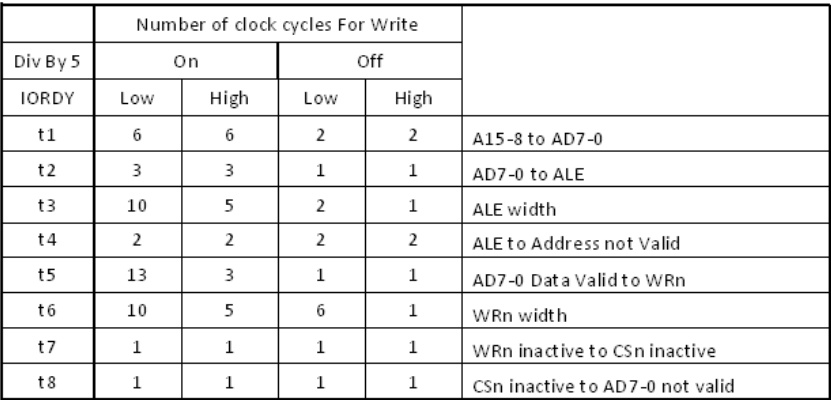 Number of clock cycles For Write
Div By 5 On Off
IORDY Low High Low High
t1 6 6 2 2 A15-8 to AD7-0
t2 3 3 1 1 AD7-0 to ALE
t3 10 5 2 1 ALE width
t4 2 2 2 2 ALE to Address not Valid
t5 13 3 1 1 AD7-0 Data Valid to WRn
t6 10 5 6 1 WRn width
t7 1 1 1 1 WRn inactive to CSn inactive
t8 1 1 1 1 CSn inactive to AD7-0 not valid